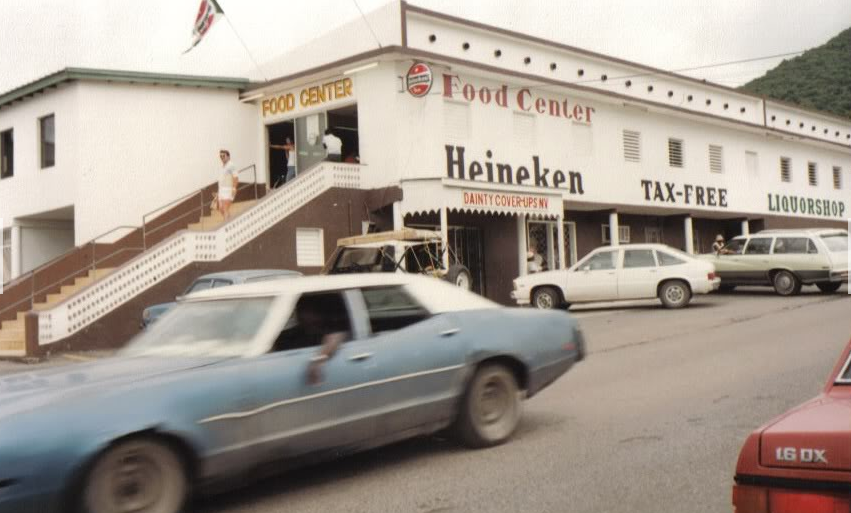 FOOD CENTER
Food Center
Heineken
TAX-FREE
LIQUORSHOP
DAINTY COVER-UPS NV
1.6 DX